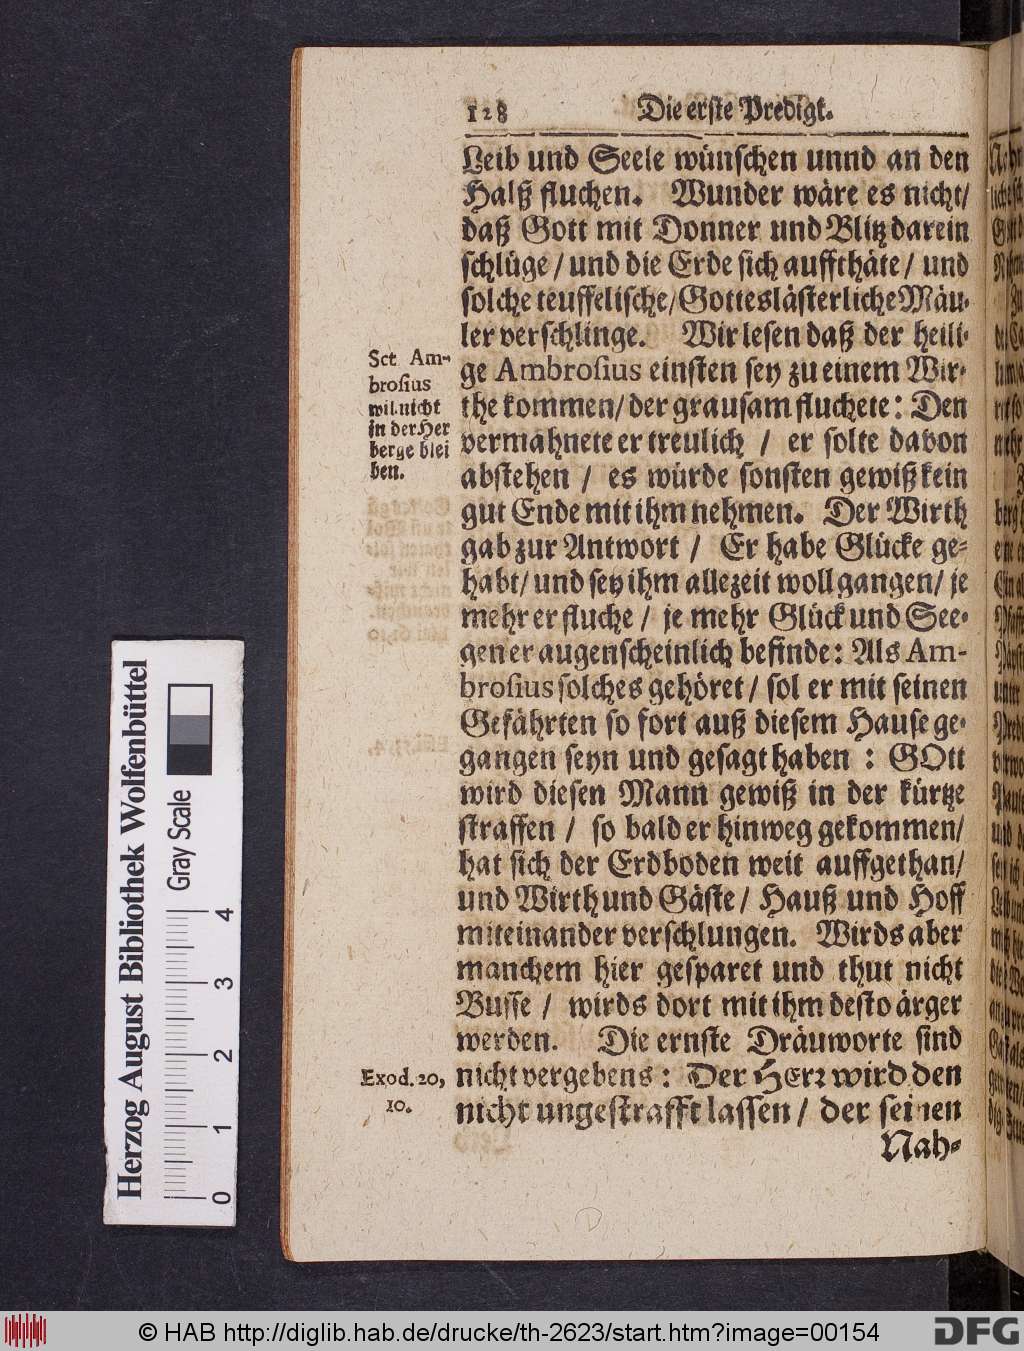 128 Die erste Predigt.
Leib und Seele wünschen unnd an den
Halß fluchen. Wunder wäre es nicht/
daß Gott mit Donner und Blitz darein
schlüge / und die Erde sich auffthäte / und
solche teuffelische/Gotteslästerliche Mäu-
ler verschlinge. Wir lesen daß der heili-
ge Ambrosius einsten sey zu einem Wir-
the kommen/ der grausam fluchete: Den
vermahnete er treulich / er solte davon
abstehen / es würde sonsten gewiß kein
gut Ende mit ihm nehmen. Der Wirth
gab zur Antwort / Er habe Glücke ge-
habt/ und sey ihm allezeit woll gangen/ je
mehr er fluche / je mehr Glück und See-
gen er augenscheinlich befinde: Als Am-
brosius solches gehöret / sol er mit seinen
Gefährten so fort auß diesem Hause ge-
gangen seyn und gesagt haben : GOtt
wird diesen Mann gewiß in der kürtze
straffen / so bald er hinweg gekommen/
hat sich der Erdboden weit auffgethan/
und Wirth und Gäste / Hauß und Hoff
miteinander verschlungen. Wirds aber
manchem hier gesparet und thut nicht
Busse / wirds dort mit ihm desto ärger
werden. Die ernste Dräuworte sind
nicht vergebens : Der HErr wird den
nicht ungestrafft lassen / der seinen
Nah-
Sct Am-
brosius
wil nicht
in der Her
berge blei
ben.
Exod. 20,
10.
Herzog August Bibliothek Wolfenbüttel
Gray Scale
0 1 2 3 4
© HAB http://diglib.hab.de/drucke/th-2623/start.htm?image=00154
DFG